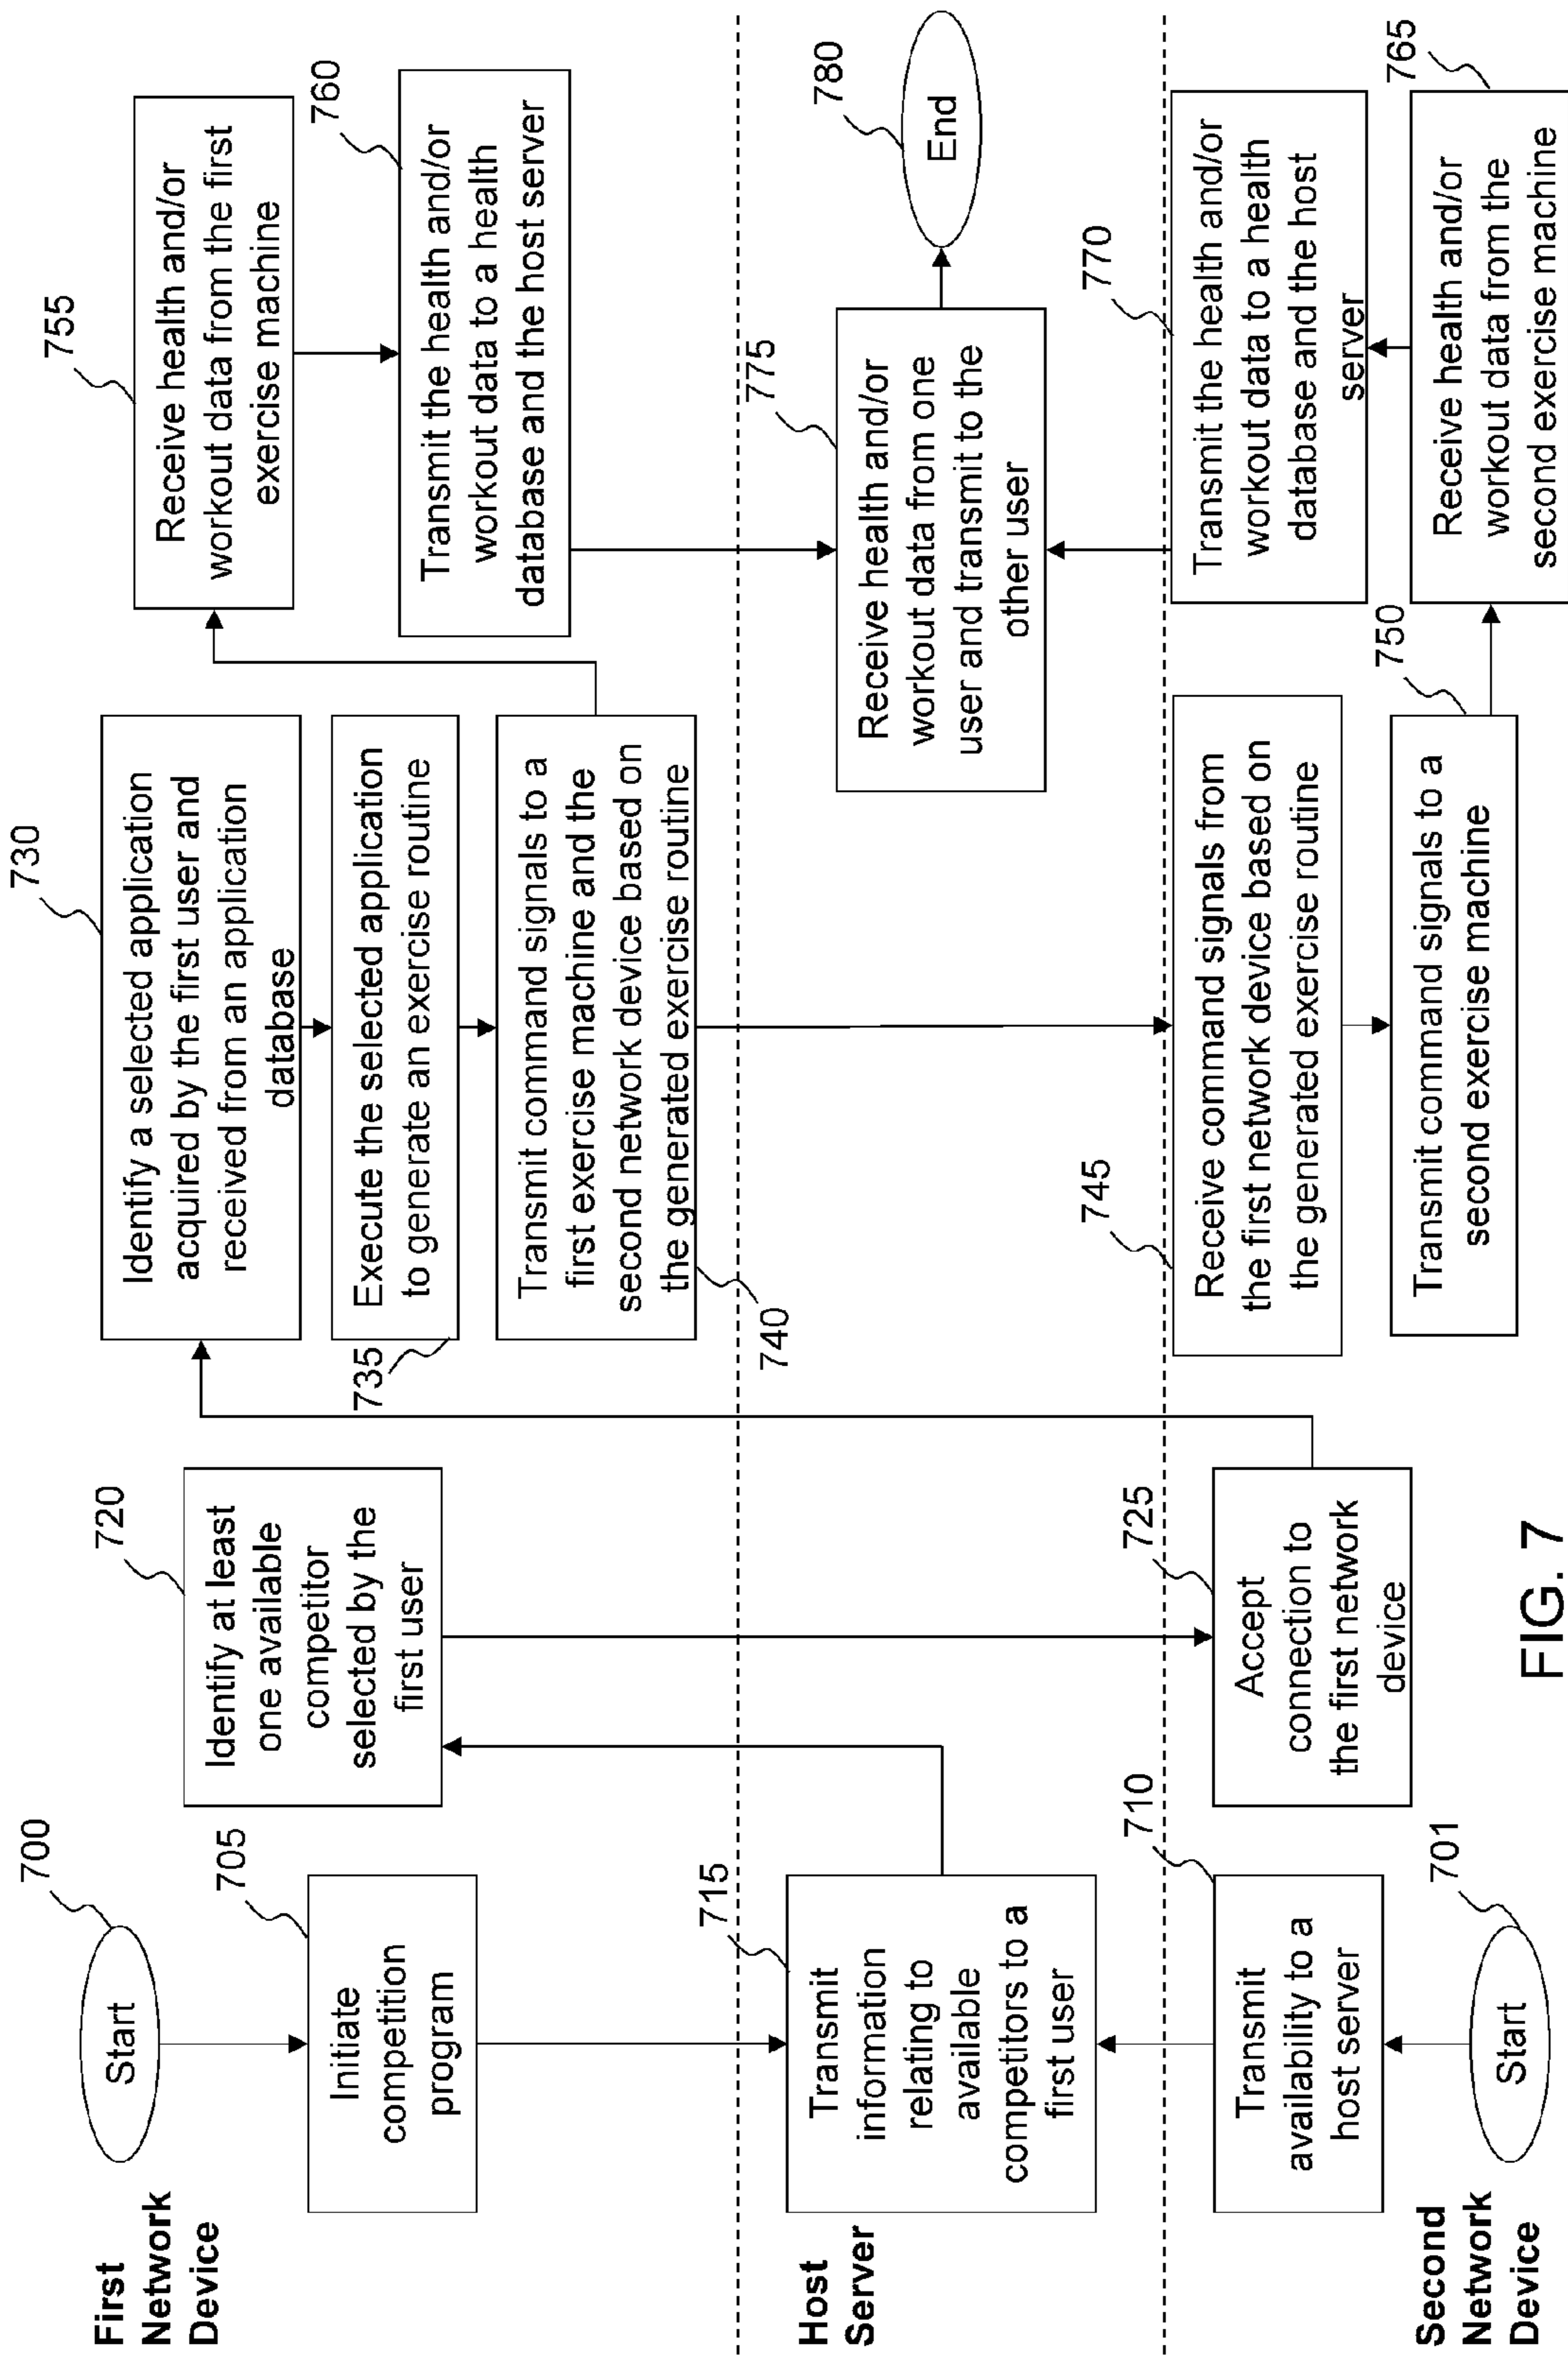 First
Network
Device
700
Start
705
Initiate
competition
program
720
Identify at least
one available
competitor
selected by the
first user
730
Identify a selected application
acquired by the first user and
received from an application
database
735
Execute the selected application
to generate an exercise routine
740
Transmit command signals to a
first exercise machine and the
second network device based on
the generated exercise routine
755
Receive health and/or
workout data from the first
exercise machine
760
Transmit the health and/or
workout data to a health
database and the host server
Host
Server
715
Transmit
information
relating to
available
competitors to a
first user
775
Receive health and/or
workout data from one
user and transmit to the
other user
780
End
Second
Network
Device
701
Start
710
Transmit
availability to a
host server
725
Accept
connection to
the first network
device
745
Receive command signals from
the first network device based on
the generated exercise routine
750
Transmit command signals to a
second exercise machine
770
Transmit the health and/or
workout data to a health
database and the host
server
765
Receive health and/or
workout data from the
second exercise machine
FIG. 7